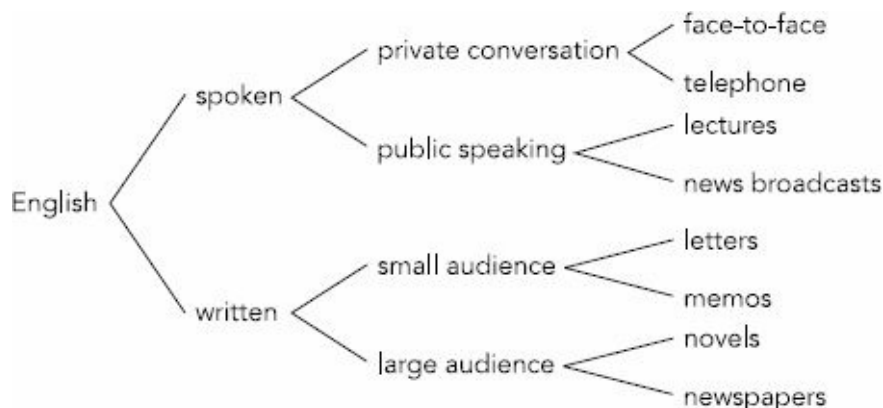 face-to-face
private conversation
spoken
telephone
lectures
public speaking
news broadcasts
English
letters
small audience
memos
written
novels
large audience
newspapers